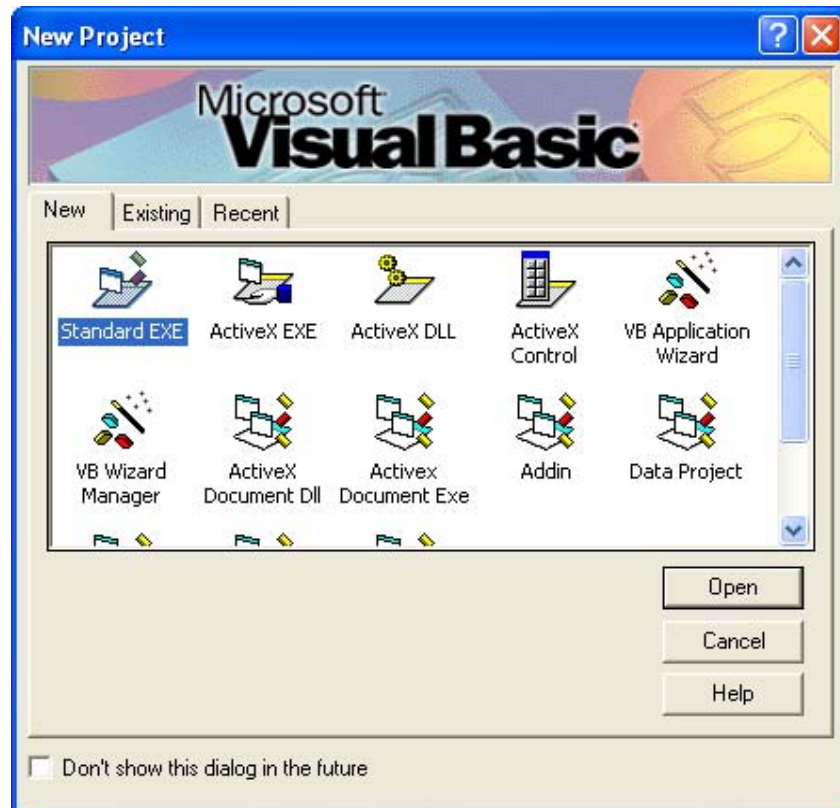 New Project
Microsoft
Visual Basic
New Existing Recent
Standard EXE ActiveX EXE ActiveX DLL ActiveX Control VB Application Wizard
VB Wizard Manager ActiveX Document Dll Activex Document Exe Addin Data Project
Open
Cancel
Help
Don't show this dialog in the future